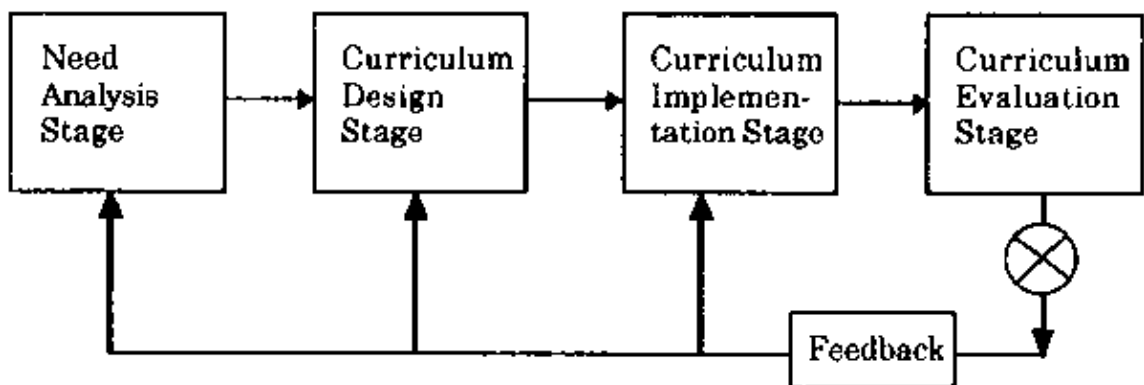 Need
Analysis
Stage
Curriculum
Design
Stage
Curriculum
Implemen-
tation Stage
Curriculum
Evaluation
Stage
Feedback